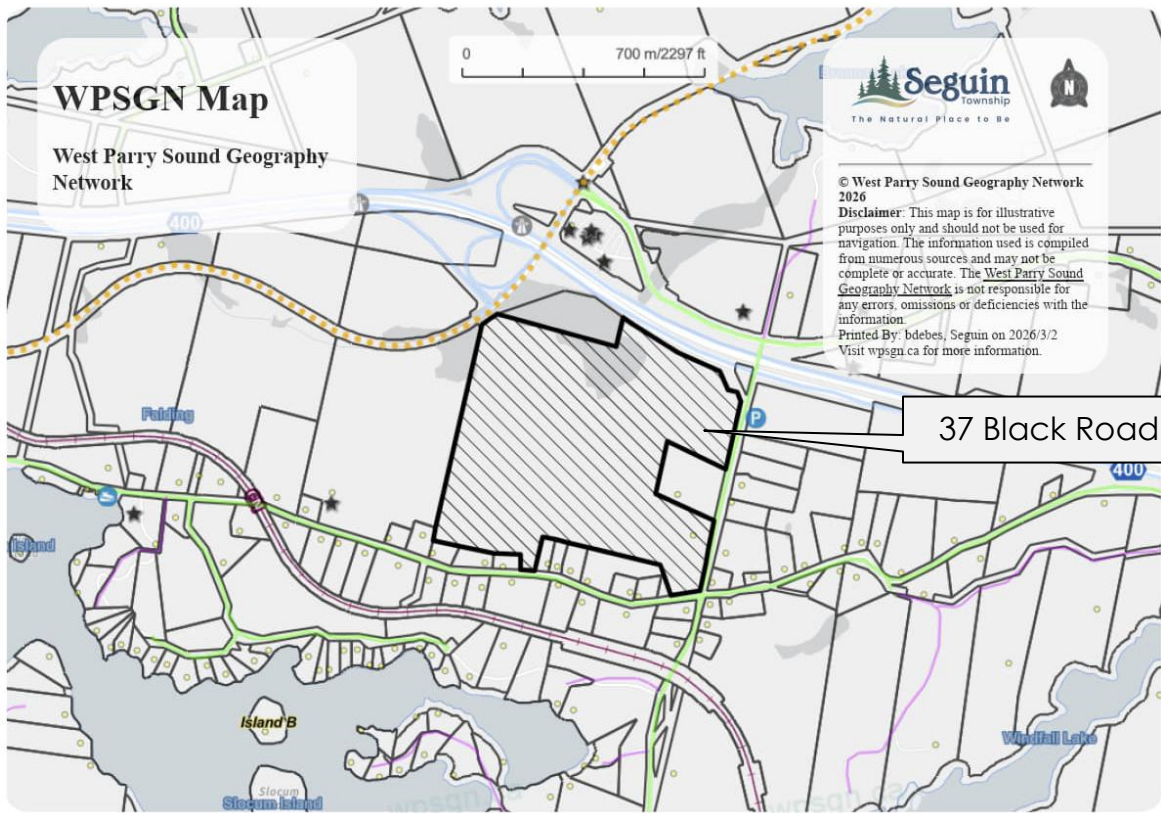 WPSGN Map
West Parry Sound Geography
Network
0 700 m/2297 ft
Seguin
Township
The Natural Place to Be
N
© West Parry Sound Geography Network
2026
Disclaimer: This map is for illustrative
purposes only and should not be used for
navigation. The information used is compiled
from numerous sources and may not be
complete or accurate. The West Parry Sound
Geography Network is not responsible for
any errors, omissions or deficiencies with the
information.
Printed By: bdebes, Seguin on 2026/3/2
Visit wpsgn.ca for more information.
400
Falding
P
37 Black Road
400
Island
Island B
Windfall Lake
Slocum
Slocum Island
wpsgn.ca
wpsgn.ca